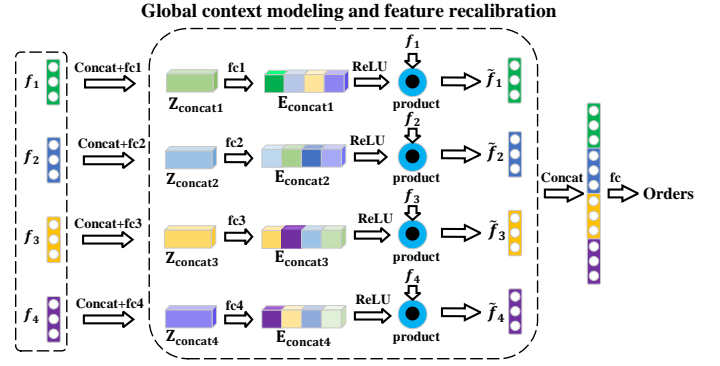 Global context modeling and feature recalibration
f1 Concat+fc1 Zconcat1 fc1 Econcat1 ReLU f1 product f̃1
f2 Concat+fc2 Zconcat2 fc2 Econcat2 ReLU f2 product f̃2
f3 Concat+fc3 Zconcat3 fc3 Econcat3 ReLU f3 product f̃3
f4 Concat+fc4 Zconcat4 fc4 Econcat4 ReLU f4 product f̃4
Concat fc Orders